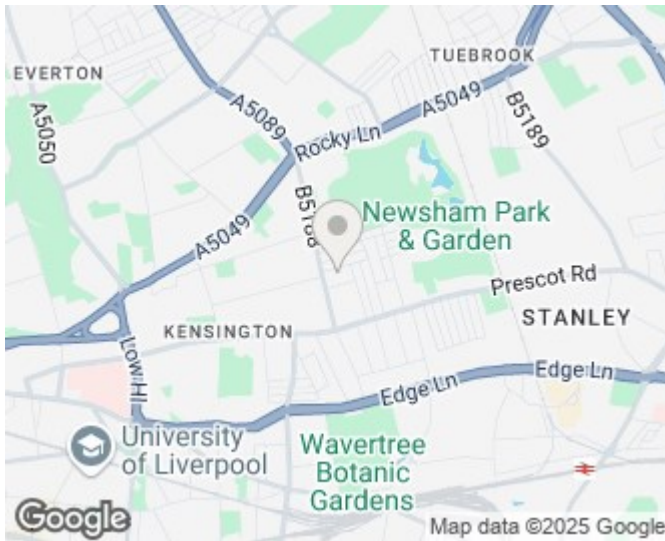 EVERTON
TUEBROOK
A5050
A5089
A5049
B5189
Rocky Ln
B5188
Newsham Park
& Garden
A5049
Prescot Rd
STANLEY
KENSINGTON
Low Hl
Edge Ln
Edge Ln
University
of Liverpool
Wavertree
Botanic
Gardens
Google
Map data ©2025 Google